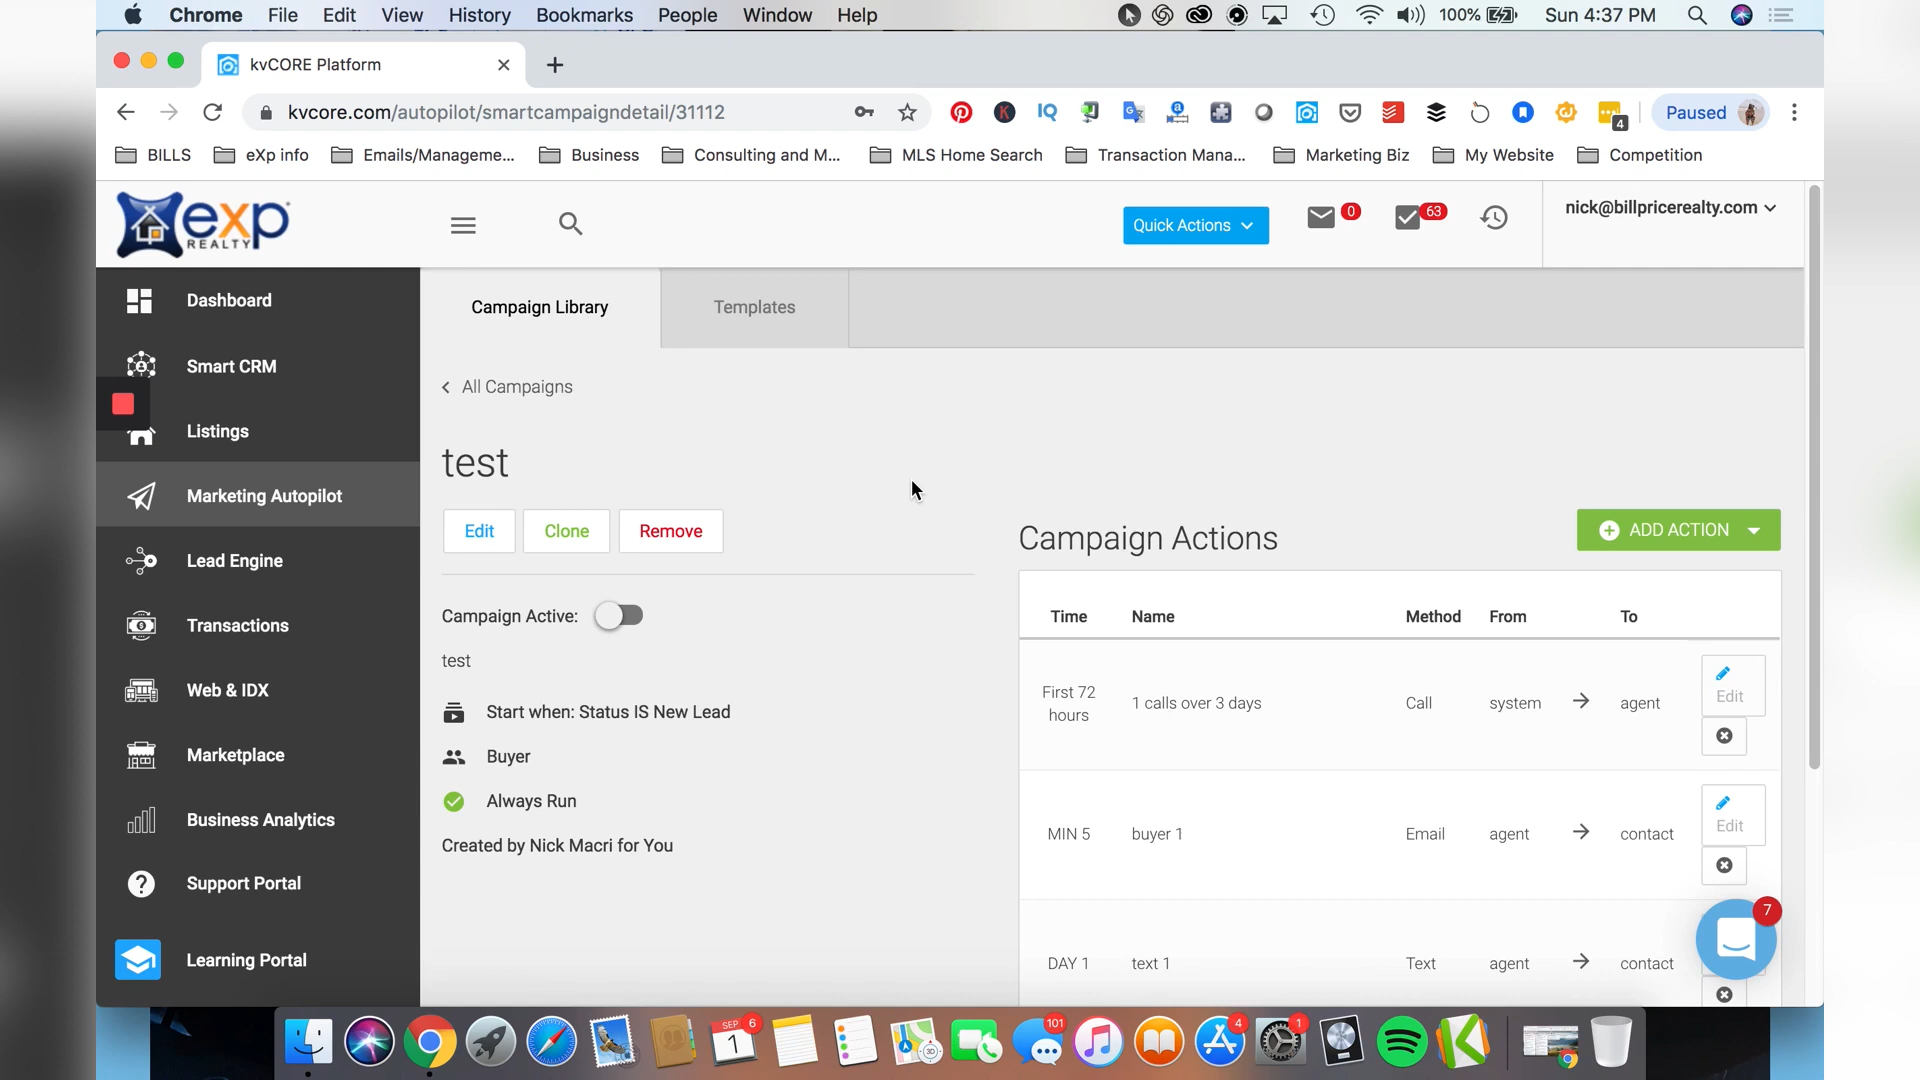 Chrome File Edit View History Bookmarks People Window Help 100% Sun 4:37 PM
kvCORE Platform
kvcore.com/autopilot/smartcampaigndetail/31112 4 Paused
BILLS eXp info Emails/Manageme... Business Consulting and M... MLS Home Search Transaction Mana... Marketing Biz My Website Competition
exp REALTY
Quick Actions 0 63 nick@billpricerealty.com
Dashboard
Smart CRM
Listings
Marketing Autopilot
Lead Engine
Transactions
Web & IDX
Marketplace
Business Analytics
Support Portal
Learning Portal
Campaign Library Templates
All Campaigns
test
Edit Clone Remove
Campaign Active:
test
Start when: Status IS New Lead
Buyer
Always Run
Created by Nick Macri for You
Campaign Actions ADD ACTION
Time Name Method From To
First 72 hours 1 calls over 3 days Call system agent Edit
MIN 5 buyer 1 Email agent contact Edit
DAY 1 text 1 Text agent contact
7
SEP 1 6 3D 101 4 1